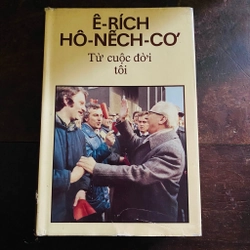 Ê-RÍCH
HÔ-NẾCH-CƠ
Từ cuộc đời
tôi